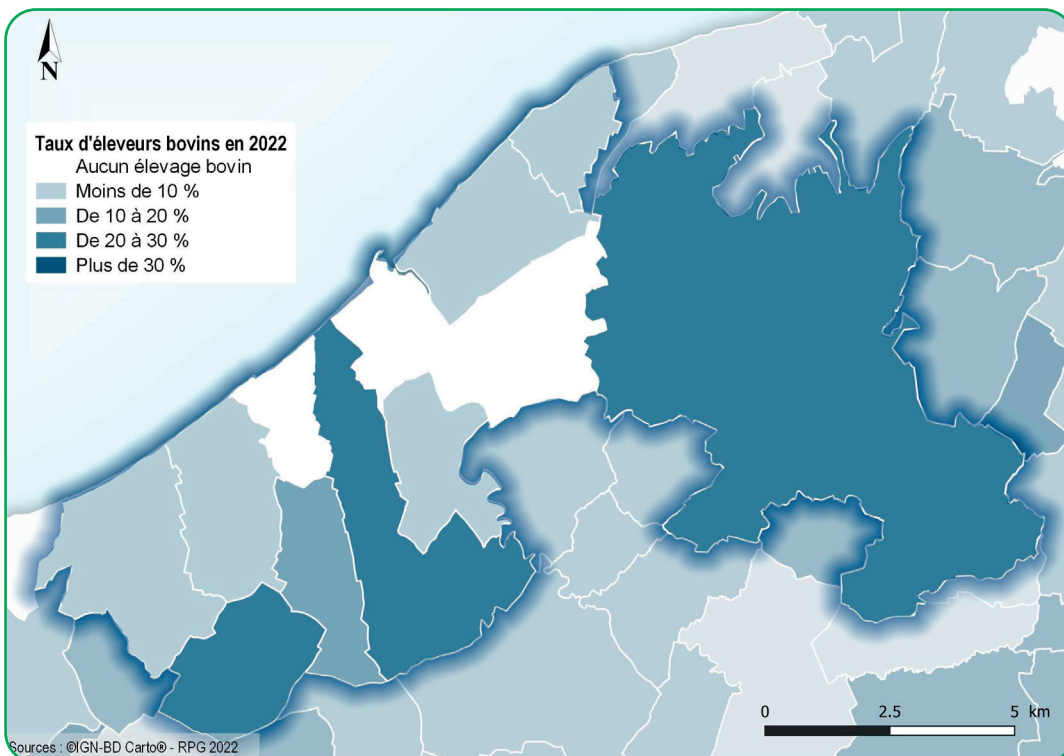 N
Taux d'éleveurs bovins en 2022
Aucun élevage bovin
Moins de 10 %
De 10 à 20 %
De 20 à 30 %
Plus de 30 %
0 2.5 5 km
Sources : ©IGN-BD Carto® - RPG 2022